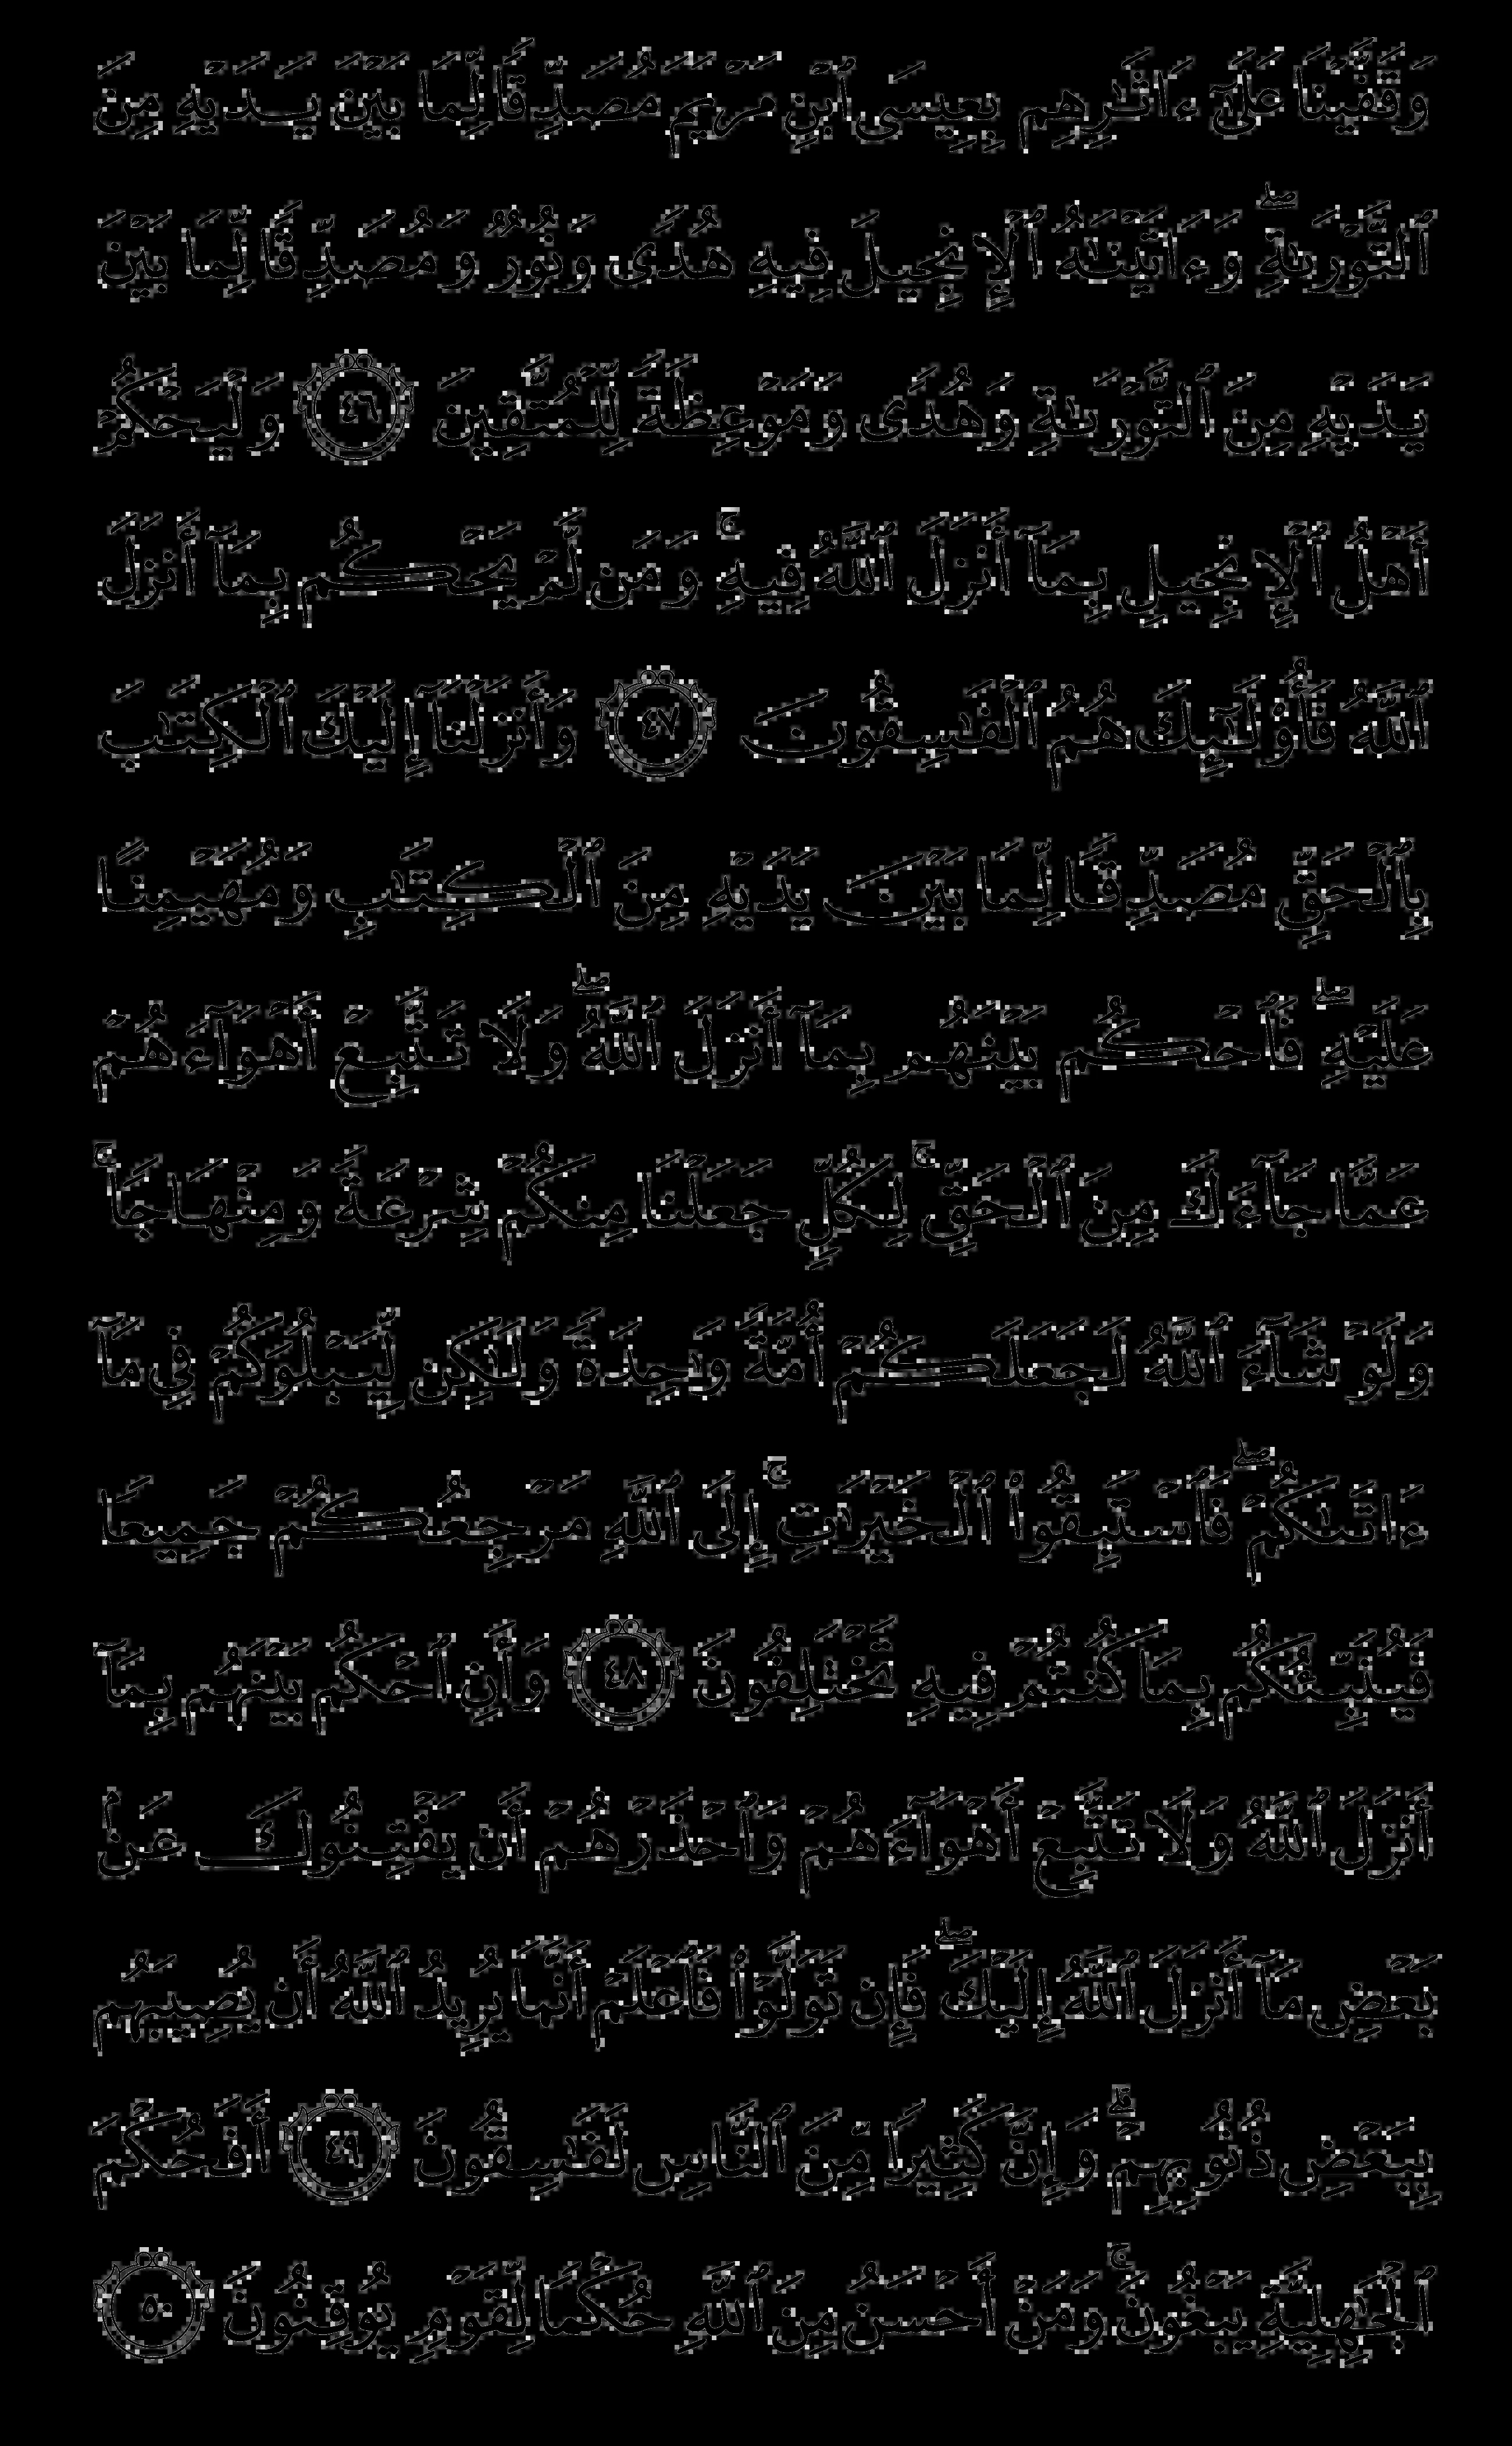 وَقَفَّيْنَا عَلَىٰٓ ءَاثَٰرِهِم بِعِيسَى ٱبْنِ مَرْيَمَ مُصَدِّقًا لِّمَا بَيْنَ يَدَيْهِ مِنَ
ٱلتَّوْرَىٰةِ ۖ وَءَاتَيْنَٰهُ ٱلْإِنجِيلَ فِيهِ هُدًى وَنُورٌ وَمُصَدِّقًا لِّمَا بَيْنَ
يَدَيْهِ مِنَ ٱلتَّوْرَىٰةِ وَهُدًى وَمَوْعِظَةً لِّلْمُتَّقِينَ ٤٦ وَلْيَحْكُمْ
أَهْلُ ٱلْإِنجِيلِ بِمَآ أَنزَلَ ٱللَّهُ فِيهِ ۚ وَمَن لَّمْ يَحْكُم بِمَآ أَنزَلَ
ٱللَّهُ فَأُو۟لَٰٓئِكَ هُمُ ٱلْفَٰسِقُونَ ٤٧ وَأَنزَلْنَآ إِلَيْكَ ٱلْكِتَٰبَ
بِٱلْحَقِّ مُصَدِّقًا لِّمَا بَيْنَ يَدَيْهِ مِنَ ٱلْكِتَٰبِ وَمُهَيْمِنًا
عَلَيْهِ ۖ فَٱحْكُم بَيْنَهُم بِمَآ أَنزَلَ ٱللَّهُ ۖ وَلَا تَتَّبِعْ أَهْوَآءَهُمْ
عَمَّا جَآءَكَ مِنَ ٱلْحَقِّ ۚ لِكُلٍّ جَعَلْنَا مِنكُمْ شِرْعَةً وَمِنْهَاجًا ۚ
وَلَوْ شَآءَ ٱللَّهُ لَجَعَلَكُمْ أُمَّةً وَٰحِدَةً وَلَٰكِن لِّيَبْلُوَكُمْ فِى مَآ
ءَاتَىٰكُمْ ۖ فَٱسْتَبِقُوا۟ ٱلْخَيْرَٰتِ ۚ إِلَى ٱللَّهِ مَرْجِعُكُمْ جَمِيعًا
فَيُنَبِّئُكُم بِمَا كُنتُمْ فِيهِ تَخْتَلِفُونَ ٤٨ وَأَنِ ٱحْكُم بَيْنَهُم بِمَآ
أَنزَلَ ٱللَّهُ وَلَا تَتَّبِعْ أَهْوَآءَهُمْ وَٱحْذَرْهُمْ أَن يَفْتِنُوكَ عَنۢ
بَعْضِ مَآ أَنزَلَ ٱللَّهُ إِلَيْكَ ۖ فَإِن تَوَلَّوْا۟ فَٱعْلَمْ أَنَّمَا يُرِيدُ ٱللَّهُ أَن يُصِيبَهُم
بِبَعْضِ ذُنُوبِهِمْ ۗ وَإِنَّ كَثِيرًا مِّنَ ٱلنَّاسِ لَفَٰسِقُونَ ٤٩ أَفَحُكْمَ
ٱلْجَٰهِلِيَّةِ يَبْغُونَ ۚ وَمَنْ أَحْسَنُ مِنَ ٱللَّهِ حُكْمًا لِّقَوْمٍ يُوقِنُونَ ٥٠